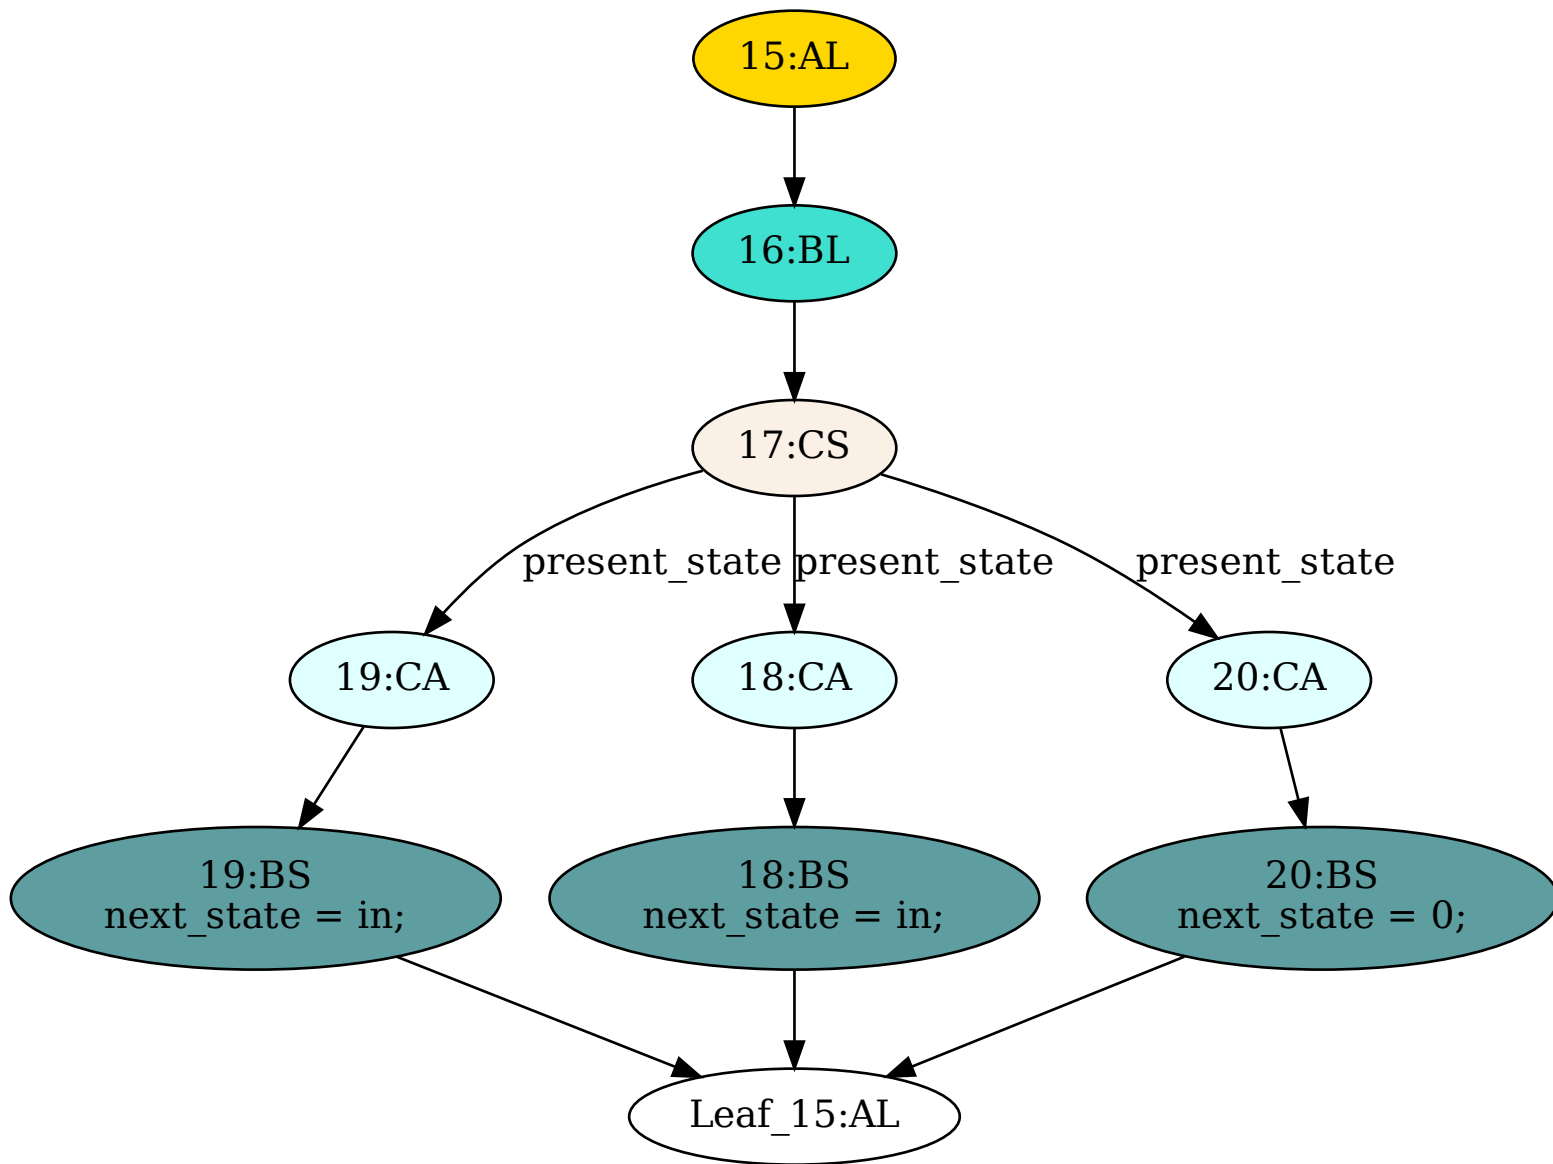 15:AL
16:BL
17:CS
present_state
present_state
present_state
19:CA
18:CA
20:CA
19:BS
next_state = in;
18:BS
next_state = in;
20:BS
next_state = 0;
Leaf_15:AL